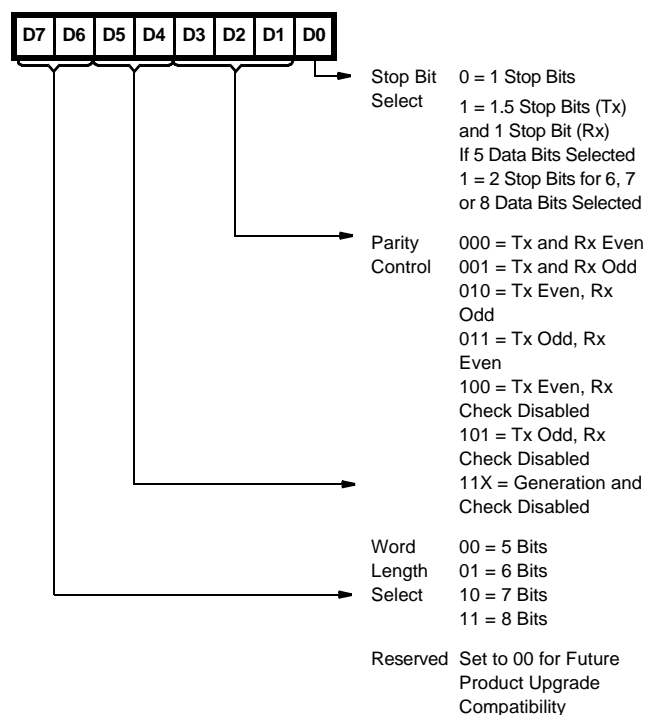 D7 D6 D5 D4 D3 D2 D1 D0
Stop Bit 0 = 1 Stop Bits
Select 1 = 1.5 Stop Bits (Tx)
and 1 Stop Bit (Rx)
If 5 Data Bits Selected
1 = 2 Stop Bits for 6, 7
or 8 Data Bits Selected
Parity 000 = Tx and Rx Even
Control 001 = Tx and Rx Odd
010 = Tx Even, Rx
Odd
011 = Tx Odd, Rx
Even
100 = Tx Even, Rx
Check Disabled
101 = Tx Odd, Rx
Check Disabled
11X = Generation and
Check Disabled
Word 00 = 5 Bits
Length 01 = 6 Bits
Select 10 = 7 Bits
11 = 8 Bits
Reserved Set to 00 for Future
Product Upgrade
Compatibility